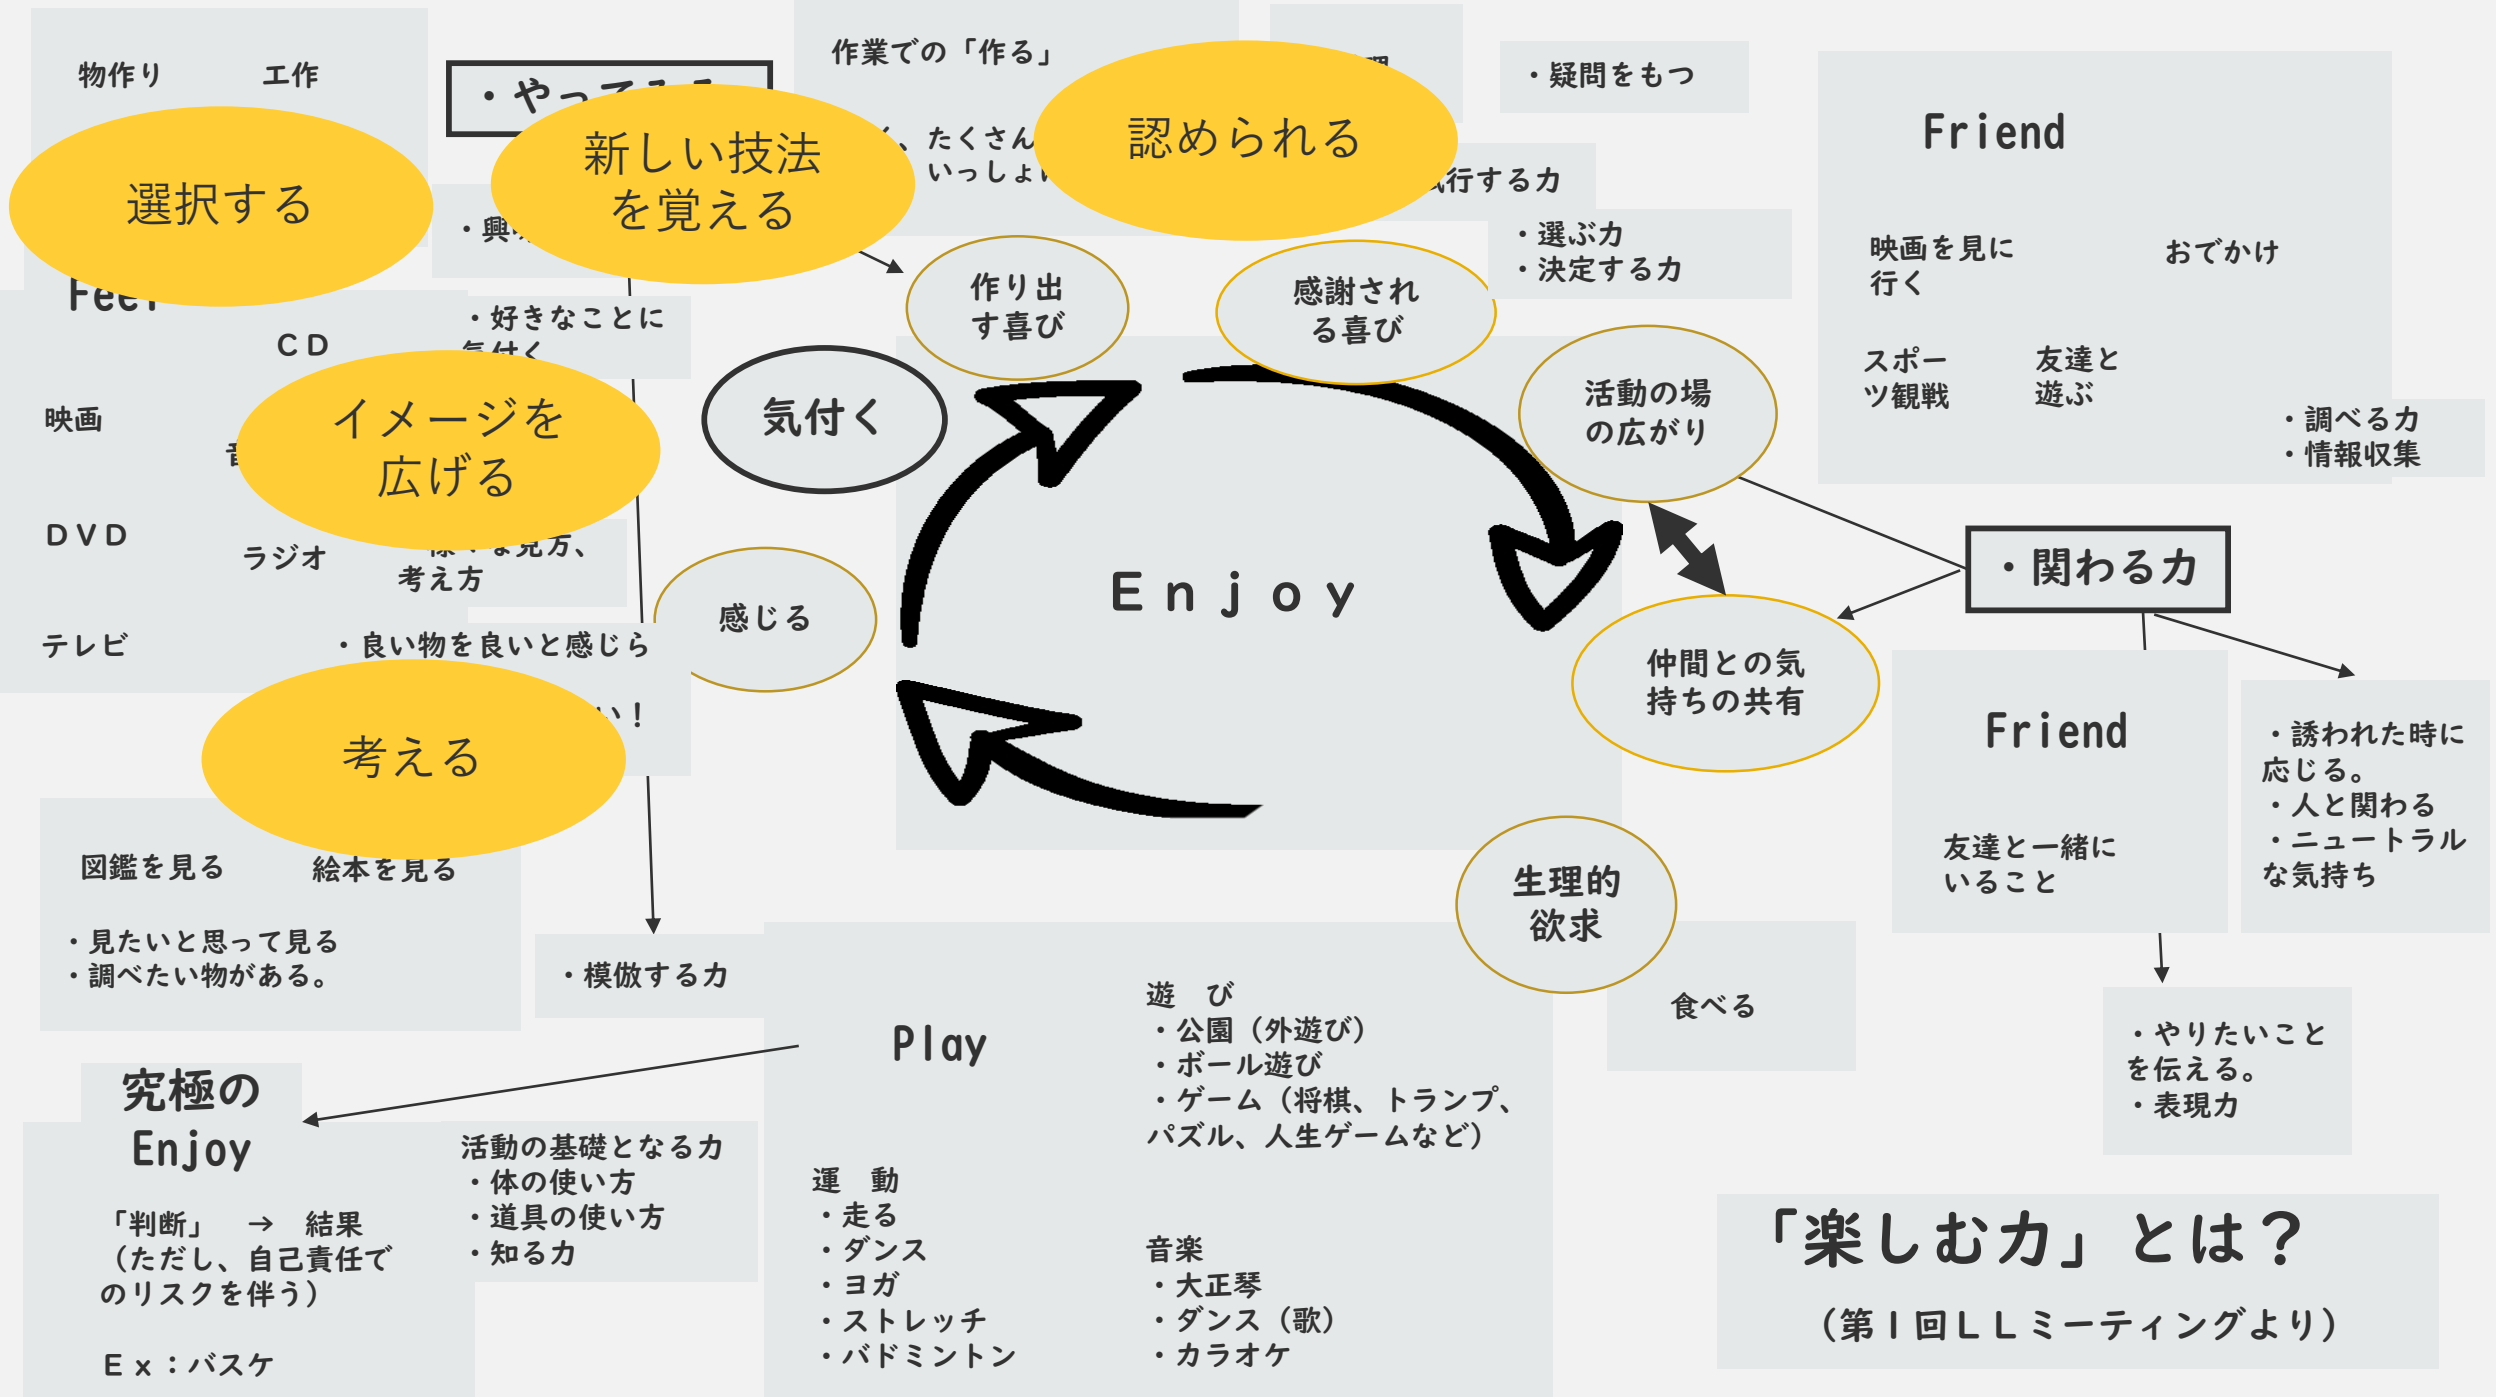 物作り
工作
・やってみる
選択する
新しい技法
を覚える
作業での「作る」
、たくさん
いっしょ
認められる
・疑問をもつ
行する力
・選ぶ力
・決定する力
Friend
映画を見に
行く
おでかけ
スポー
ツ観戦
友達と
遊ぶ
・調べる力
・情報収集
Feel
・興
・好きなことに
気付く
ＣＤ
映画
イメージを
広げる
ＤＶＤ
ラジオ
様々な見方、
考え方
テレビ
・良い物を良いと感じら
い！
考える
気付く
感じる
作り出
す喜び
感謝され
る喜び
活動の場
の広がり
Ｅｎｊｏｙ
仲間との気
持ちの共有
・関わる力
生理的
欲求
Friend
友達と一緒に
いること
・誘われた時に
応じる。
・人と関わる
・ニュートラル
な気持ち
・やりたいこと
を伝える。
・表現力
図鑑を見る
絵本を見る
・見たいと思って見る
・調べたい物がある。
・模倣する力
Play
遊　び
・公園（外遊び）
・ボール遊び
・ゲーム（将棋、トランプ、
パズル、人生ゲームなど）
食べる
究極の
Enjoy
「判断」　→　結果
（ただし、自己責任で
のリスクを伴う）
Ｅｘ：バスケ
活動の基礎となる力
・体の使い方
・道具の使い方
・知る力
運　動
・走る
・ダンス
・ヨガ
・ストレッチ
・バドミントン
音楽
・大正琴
・ダンス（歌）
・カラオケ
「楽しむ力」とは？
（第１回ＬＬミーティングより）